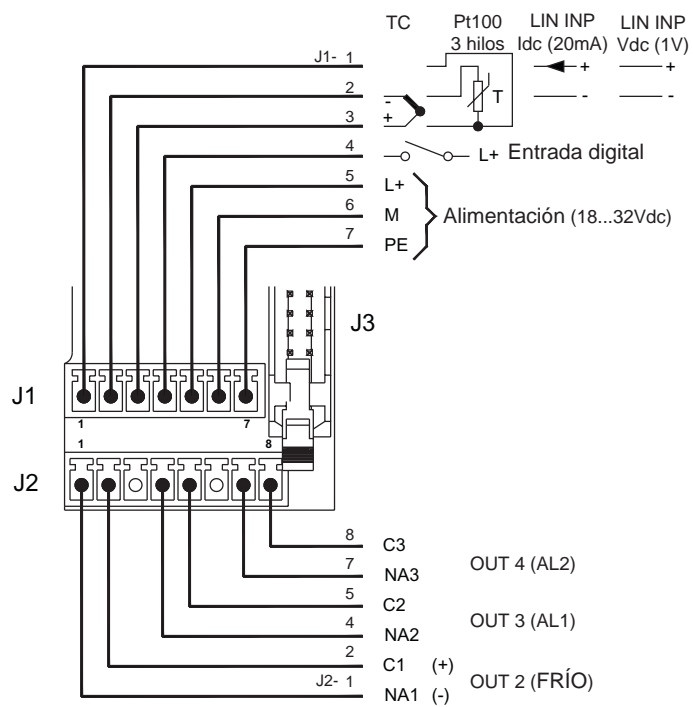 TC Pt100 LIN INP LIN INP
3 hilos Idc (20mA) Vdc (1V)
J1- 1 + +
2 - T - -
3 +
4 L+ Entrada digital
5 L+
6 M Alimentación (18...32Vdc)
7 PE
J3
J1
1 7
1 8
J2
8 C3
7 NA3 OUT 4 (AL2)
5 C2
4 NA2 OUT 3 (AL1)
2 C1 (+)
J2- 1 NA1 (-) OUT 2 (FRÍO)